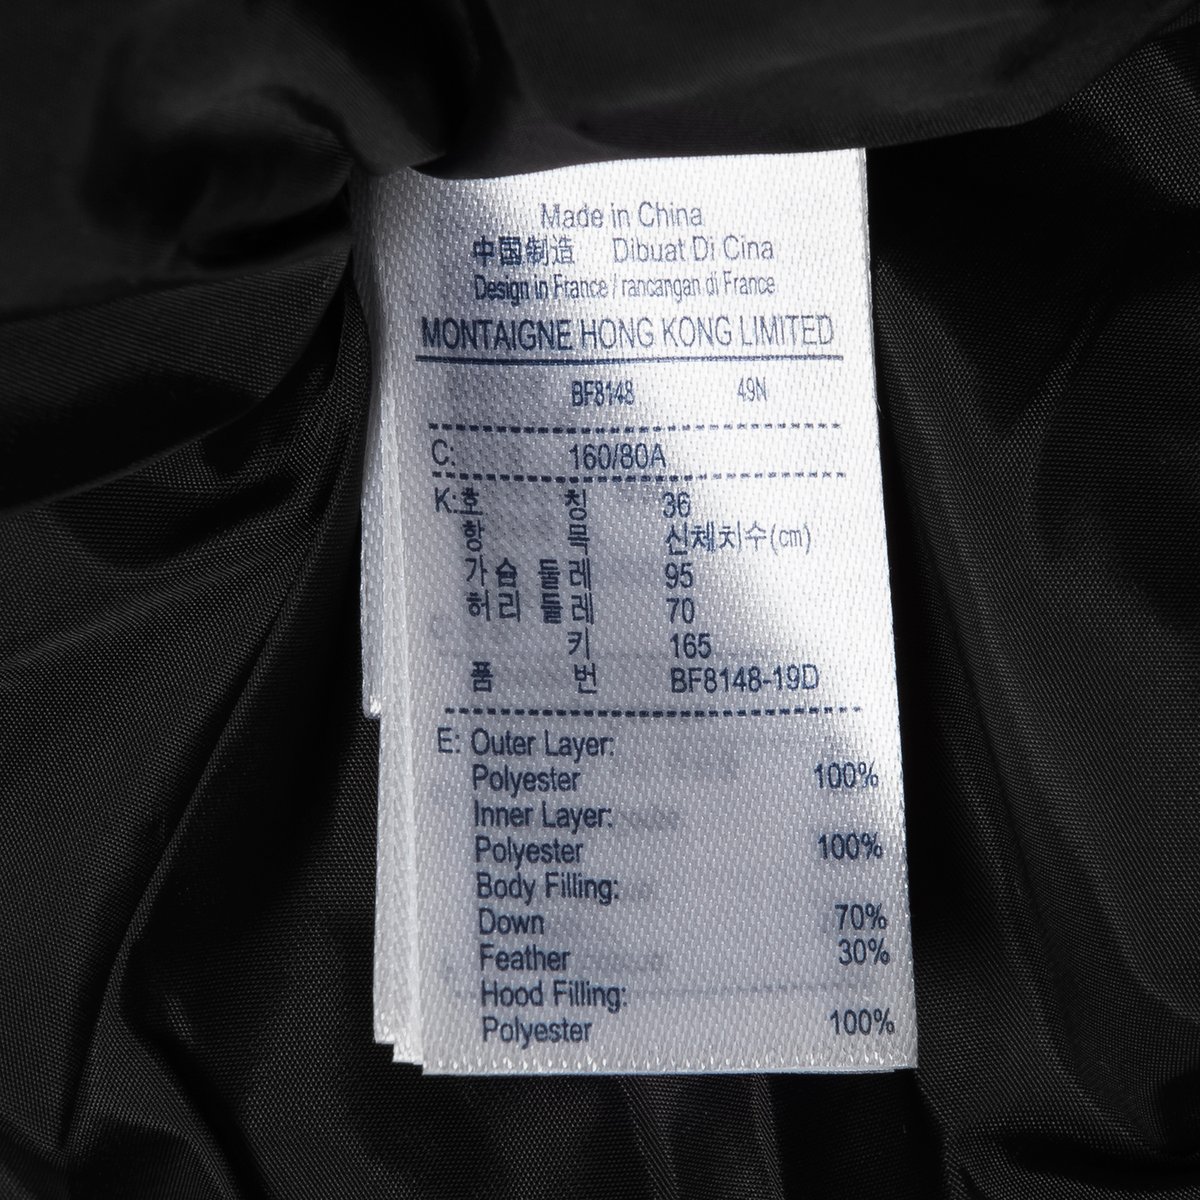 Made in China
中国制造 Dibuat Di Cina
Design in France / rancangan di France
MONTAIGNE HONG KONG LIMITED
BF8148 49N
C: 160/80A
K:호 칭 36
항 목 신체치수(cm)
가슴 둘레 95
허리 둘레 70
키 165
품 번 BF8148-19D
E: Outer Layer:
Polyester 100%
Inner Layer:
Polyester 100%
Body Filling:
Down 70%
Feather 30%
Hood Filling:
Polyester 100%